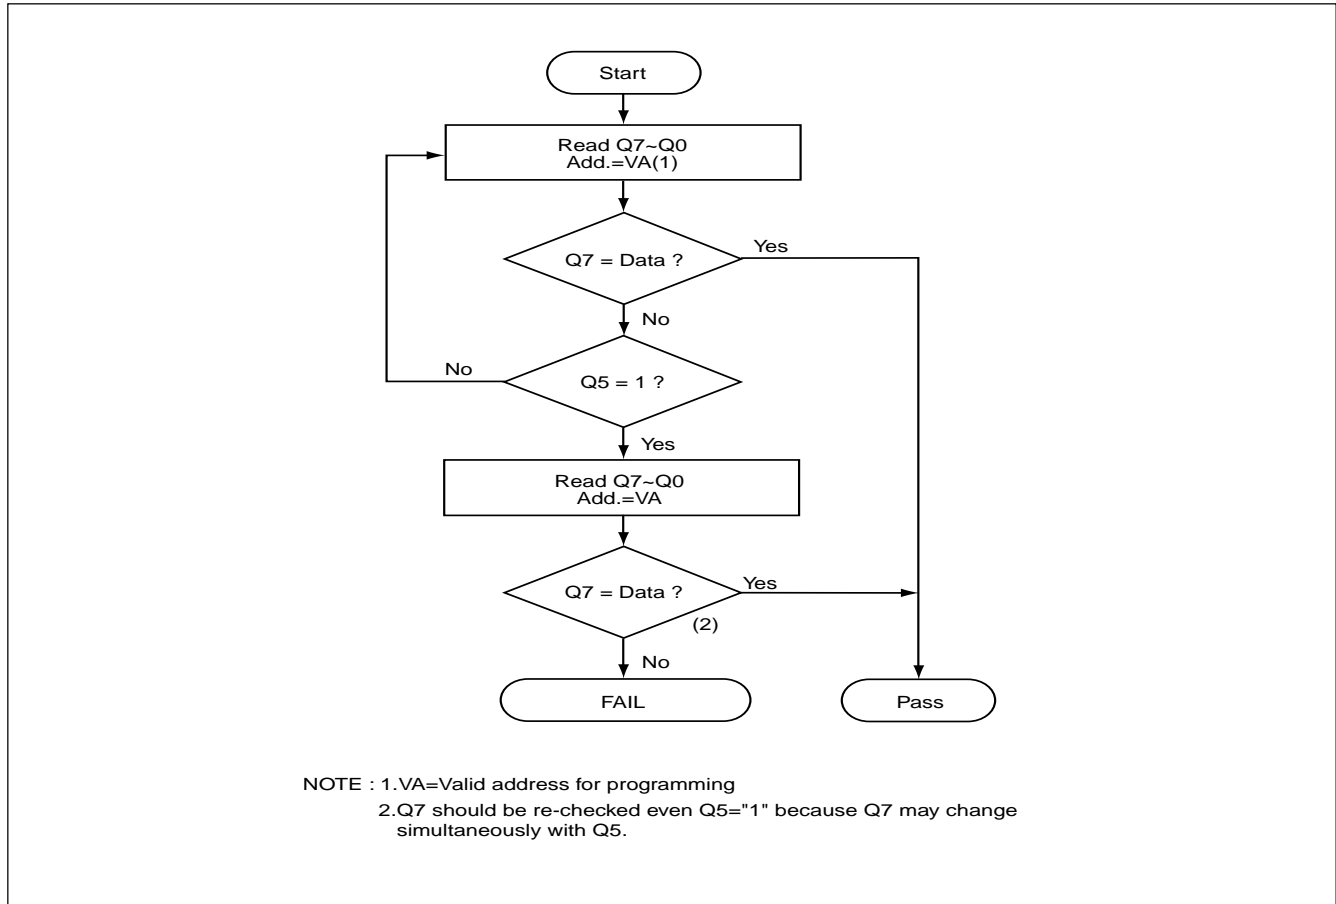 Start
Read Q7~Q0
Add.=VA(1)
Q7 = Data ?
Yes
No
No
Q5 = 1 ?
Yes
Read Q7~Q0
Add.=VA
Q7 = Data ?
Yes
(2)
No
FAIL
Pass
NOTE : 1.VA=Valid address for programming
2.Q7 should be re-checked even Q5="1" because Q7 may change
simultaneously with Q5.